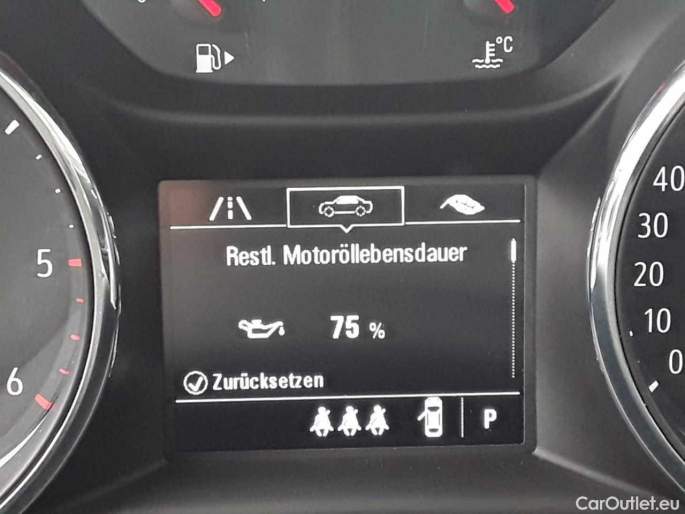 °C
Restl. Motoröllebensdauer
75 %
Zurücksetzen
P
5
6
40
30
20
10
0
CarOutlet.eu